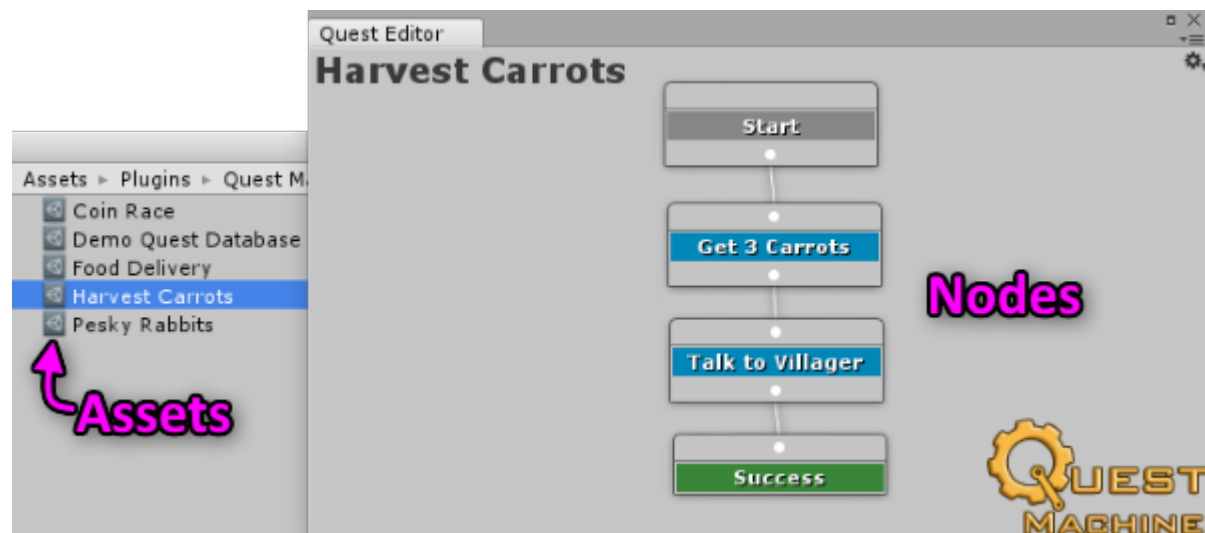 Quest Editor
Harvest Carrots
Start
Get 3 Carrots
Talk to Villager
Success
Nodes
Assets ▸ Plugins ▸ Quest M
Coin Race
Demo Quest Database
Food Delivery
Harvest Carrots
Pesky Rabbits
Assets
QUEST
MACHINE